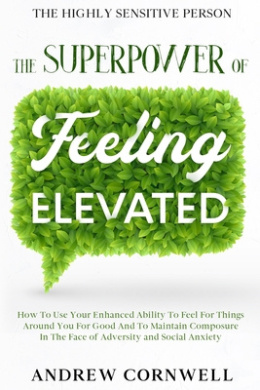 THE HIGHLY SENSITIVE PERSON
THE SUPERPOWER OF
Feeling
ELEVATED
How To Use Your Enhanced Ability To Feel For Things
Around You For Good And To Maintain Composure
In The Face of Adversity and Social Anxiety
ANDREW CORNWELL